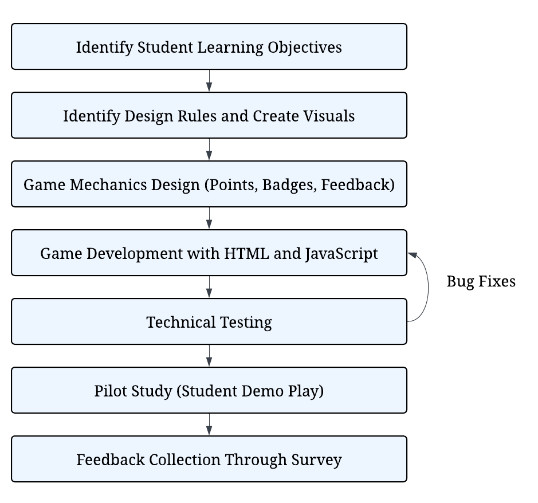 Identify Student Learning Objectives
Identify Design Rules and Create Visuals
Game Mechanics Design (Points, Badges, Feedback)
Game Development with HTML and JavaScript
Bug Fixes
Technical Testing
Pilot Study (Student Demo Play)
Feedback Collection Through Survey